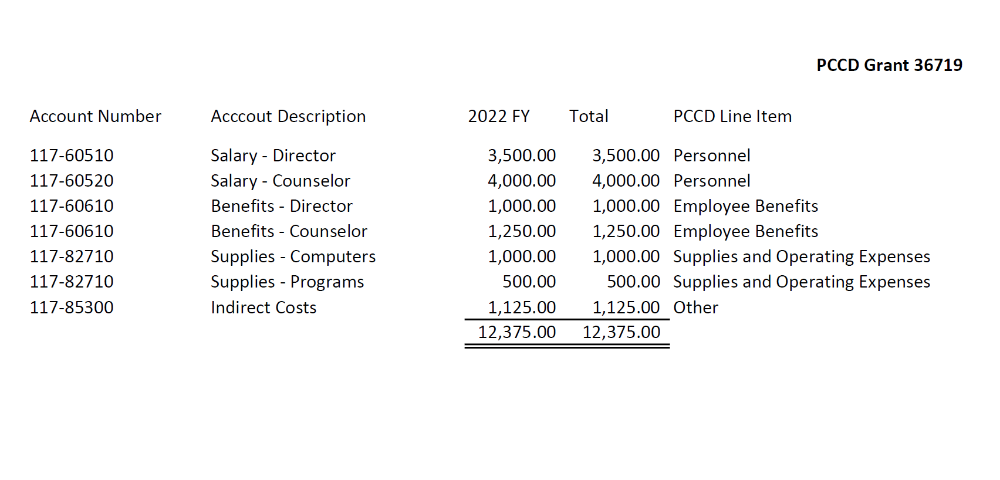 PCCD Grant 36719
Account Number Acccout Description 2022 FY Total PCCD Line Item
117-60510 Salary - Director 3,500.00 3,500.00 Personnel
117-60520 Salary - Counselor 4,000.00 4,000.00 Personnel
117-60610 Benefits - Director 1,000.00 1,000.00 Employee Benefits
117-60610 Benefits - Counselor 1,250.00 1,250.00 Employee Benefits
117-82710 Supplies - Computers 1,000.00 1,000.00 Supplies and Operating Expenses
117-82710 Supplies - Programs 500.00 500.00 Supplies and Operating Expenses
117-85300 Indirect Costs 1,125.00 1,125.00 Other
12,375.00 12,375.00